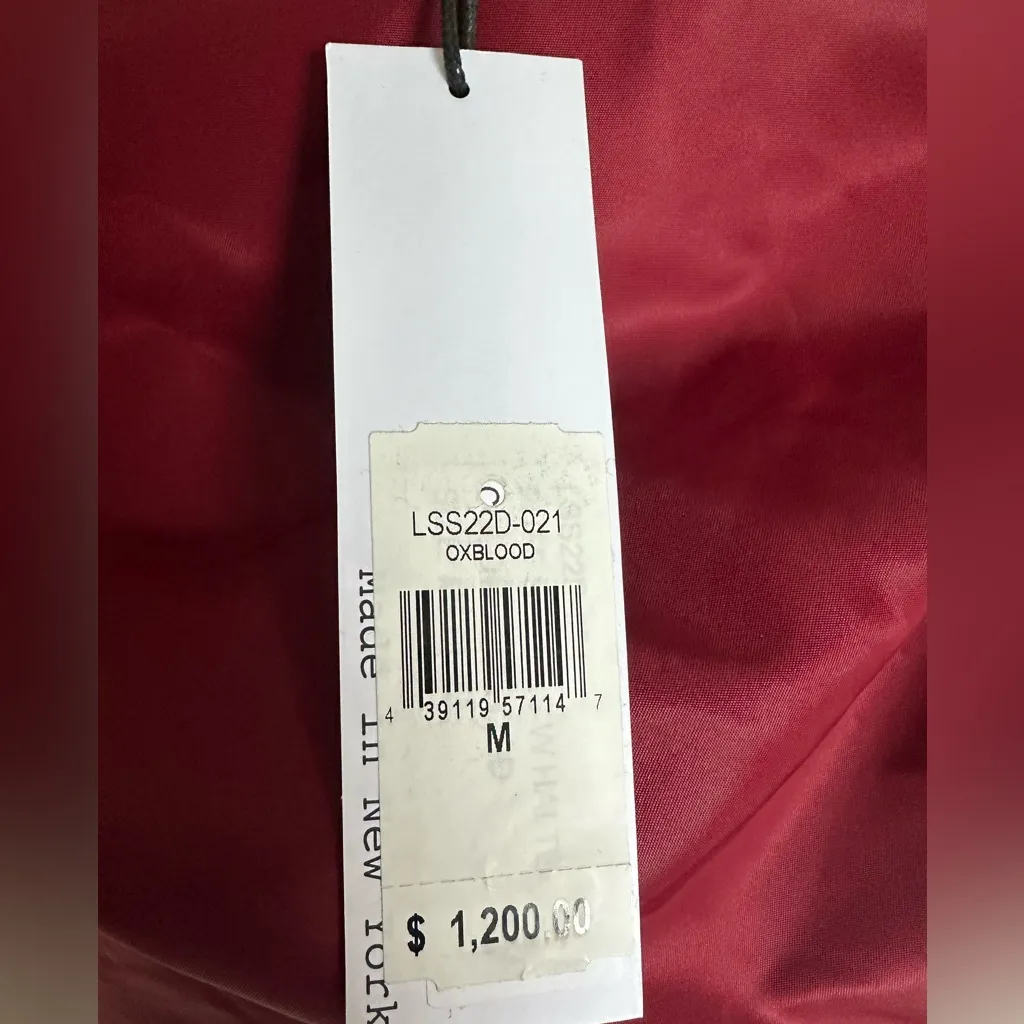 LSS22D-021
OXBLOOD
4 39119 57114 7
M
$ 1,200.00
Made in New York